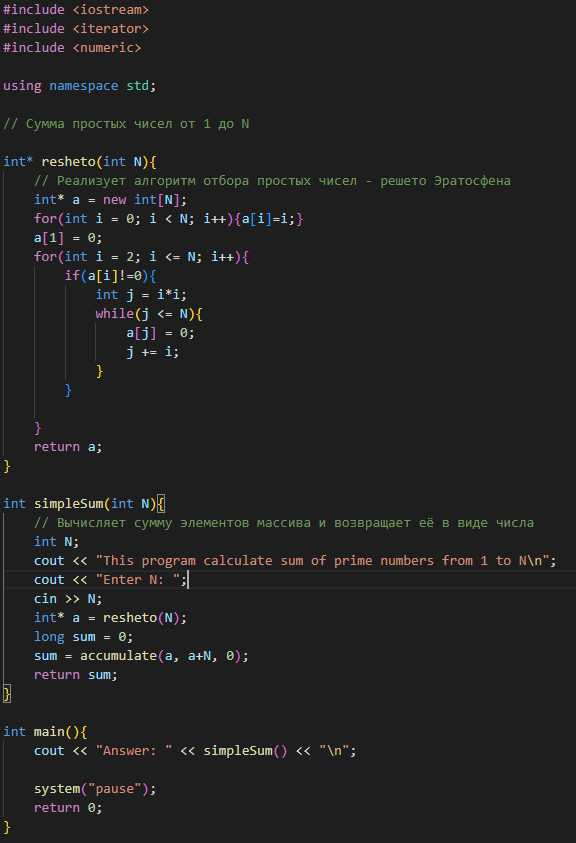 #include <iostream>
#include <iterator>
#include <numeric>
using namespace std;
// Сумма простых чисел от 1 до N
int* resheto(int N){
// Реализует алгоритм отбора простых чисел - решето Эратосфена
int* a = new int[N];
for(int i = 0; i < N; i++){a[i]=i;}
a[1] = 0;
for(int i = 2; i <= N; i++){
if(a[i]!=0){
int j = i*i;
while(j <= N){
a[j] = 0;
j += i;
}
}
}
return a;
}
int simpleSum(int N){
// Вычисляет сумму элементов массива и возвращает её в виде числа
int N;
cout << "This program calculate sum of prime numbers from 1 to N\n";
cout << "Enter N: ";
cin >> N;
int* a = resheto(N);
long sum = 0;
sum = accumulate(a, a+N, 0);
return sum;
}
int main(){
cout << "Answer: " << simpleSum() << "\n";
system("pause");
return 0;
}